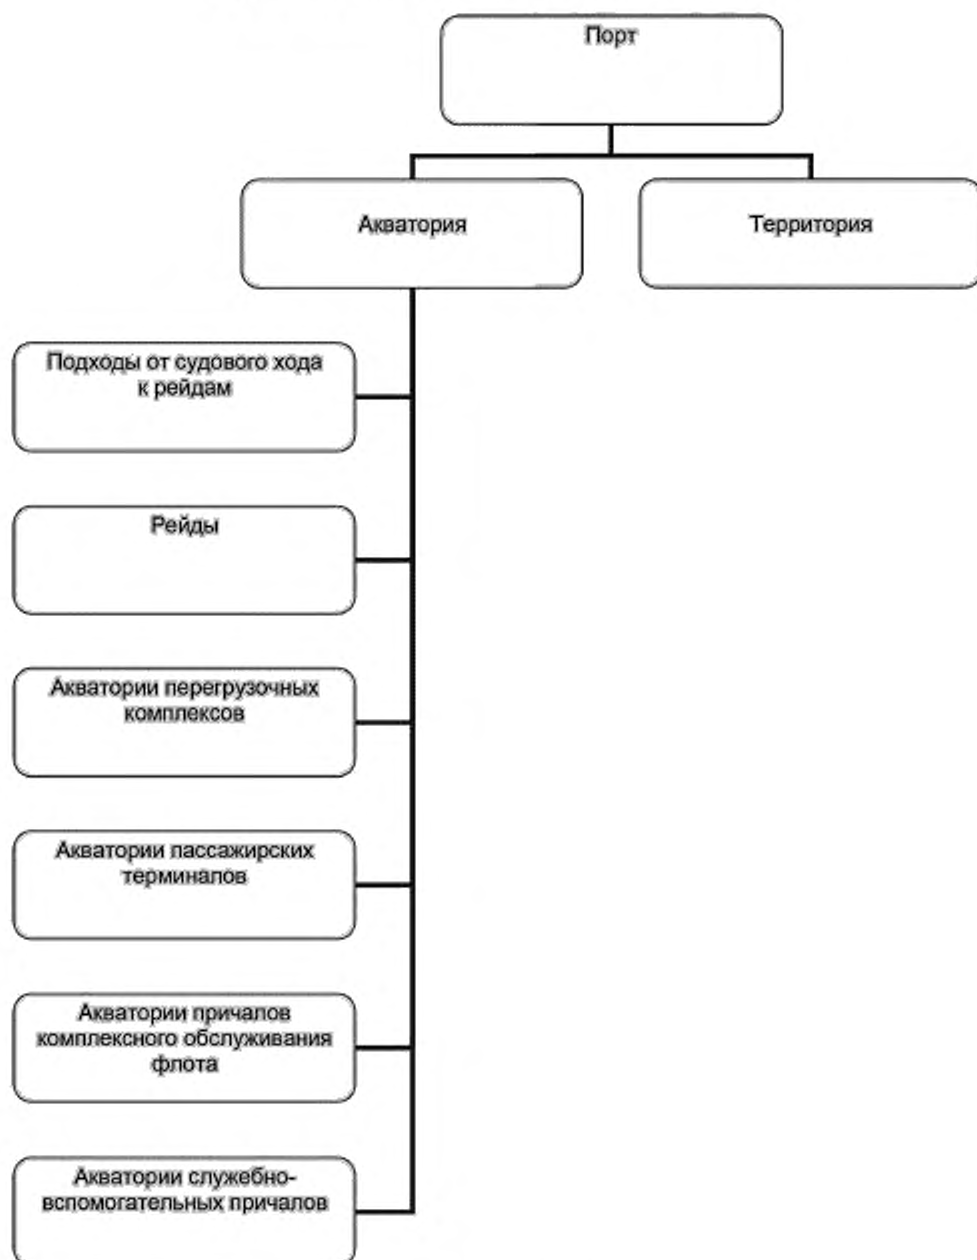 Порт
Акватория
Территория
Подходы от судового хода
к рейдам
Рейды
Акватории перегрузочных
комплексов
Акватории пассажирских
терминалов
Акватории причалов
комплексного обслуживания
флота
Акватории служебно-
вспомогательных причалов